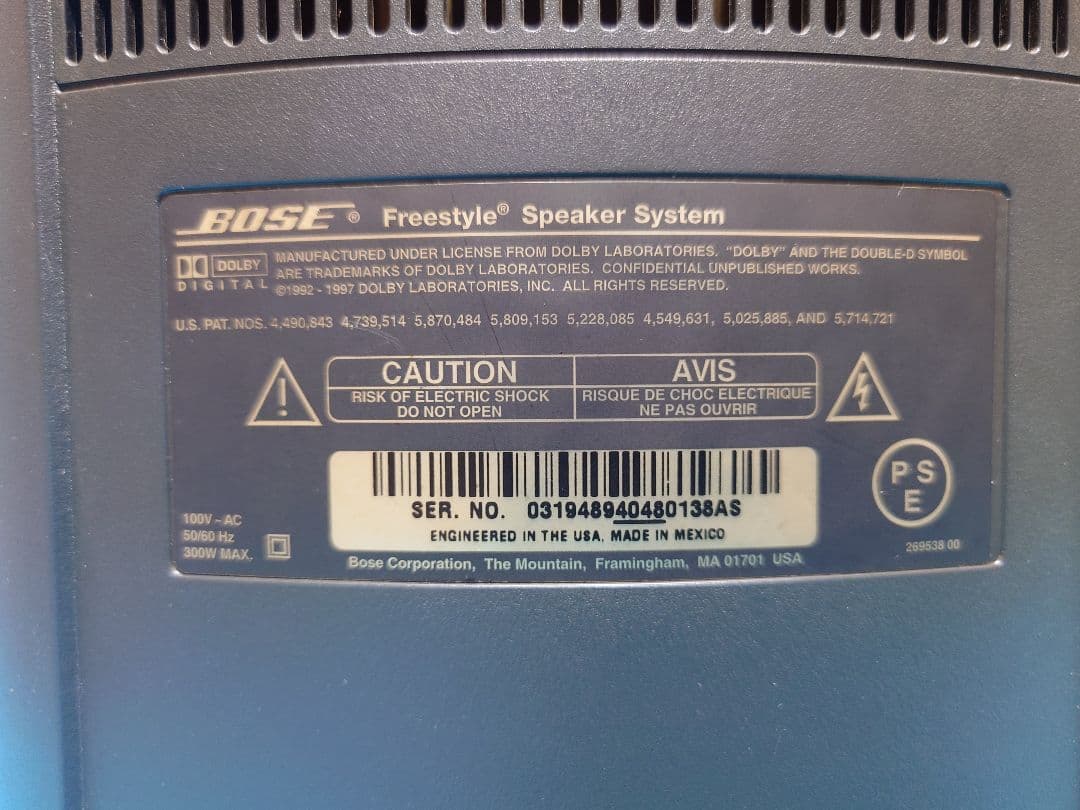 BOSE® Freestyle® Speaker System
DOLBY
DIGITAL
MANUFACTURED UNDER LICENSE FROM DOLBY LABORATORIES. "DOLBY" AND THE DOUBLE-D SYMBOL
ARE TRADEMARKS OF DOLBY LABORATORIES. CONFIDENTIAL UNPUBLISHED WORKS.
©1992 - 1997 DOLBY LABORATORIES, INC. ALL RIGHTS RESERVED.
U.S. PAT. NOS. 4,490,843 4,739,514 5,870,484 5,809,153 5,228,085 4,549,631, 5,025,885, AND 5,714,721
CAUTION
RISK OF ELECTRIC SHOCK
DO NOT OPEN
AVIS
RISQUE DE CHOC ELECTRIQUE
NE PAS OUVRIR
SER. NO. 031948940480138AS
ENGINEERED IN THE USA, MADE IN MEXICO
P S
E
100V ~ AC
50/60 Hz
300W MAX.
269538 00
Bose Corporation, The Mountain, Framingham, MA 01701 USA